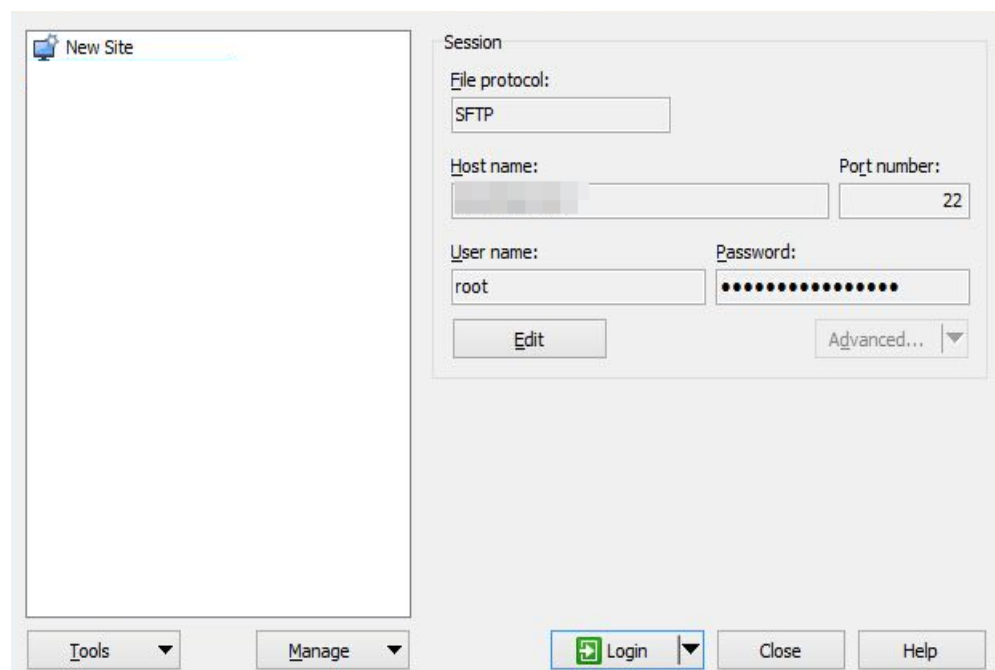 New Site
Session
File protocol:
SFTP
Host name:
Port number:
22
User name:
Password:
root
••••••••••••••••
Edit
Advanced...
Tools
Manage
Login
Close
Help